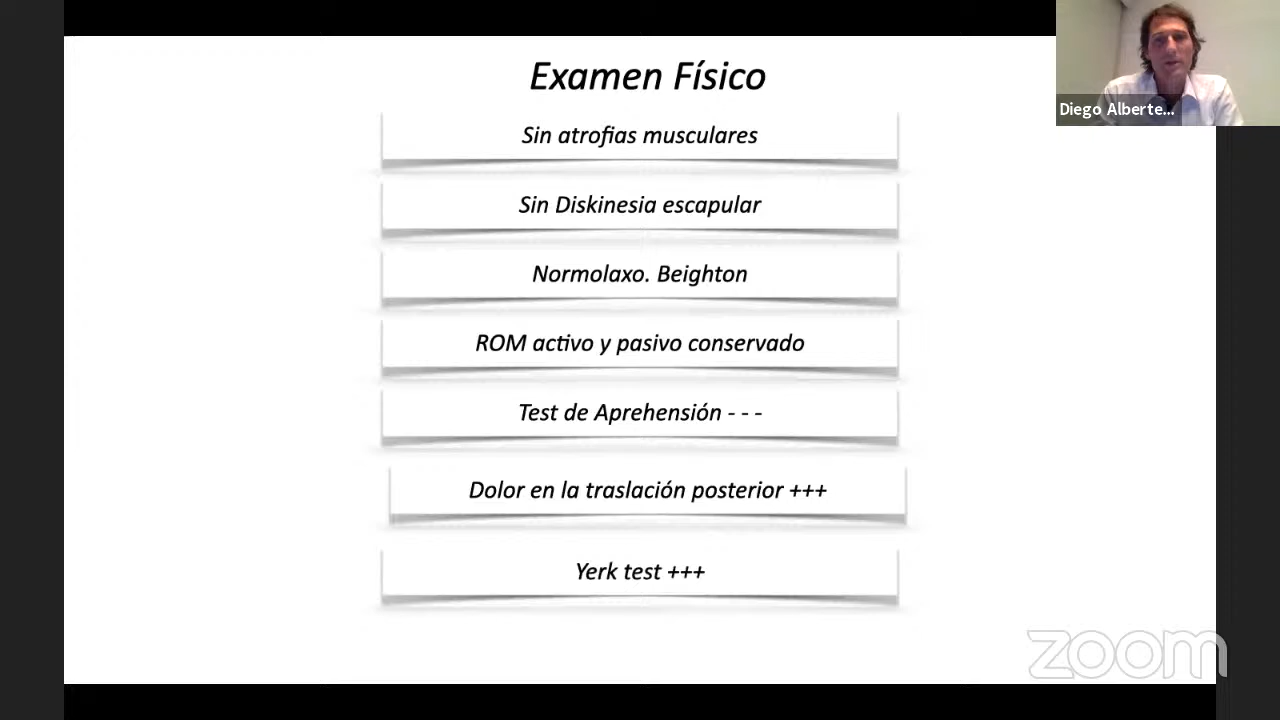 Examen Físico
Sin atrofias musculares
Sin Diskinesia escapular
Normolaxo. Beighton
ROM activo y pasivo conservado
Test de Aprehensión - - -
Dolor en la traslación posterior +++
Yerk test +++
Diego Alberte...
zoom